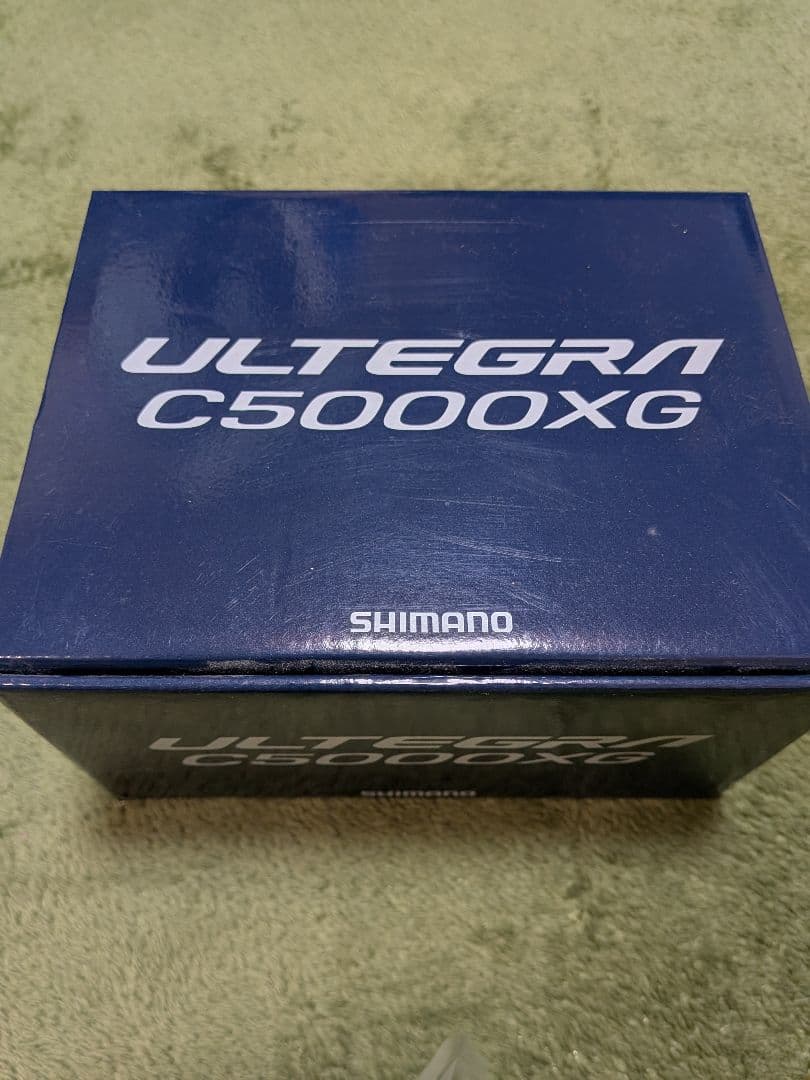 ULTEGRA
C5000XG
SHIMANO
ULTEGRA
C5000XG
SHIMANO